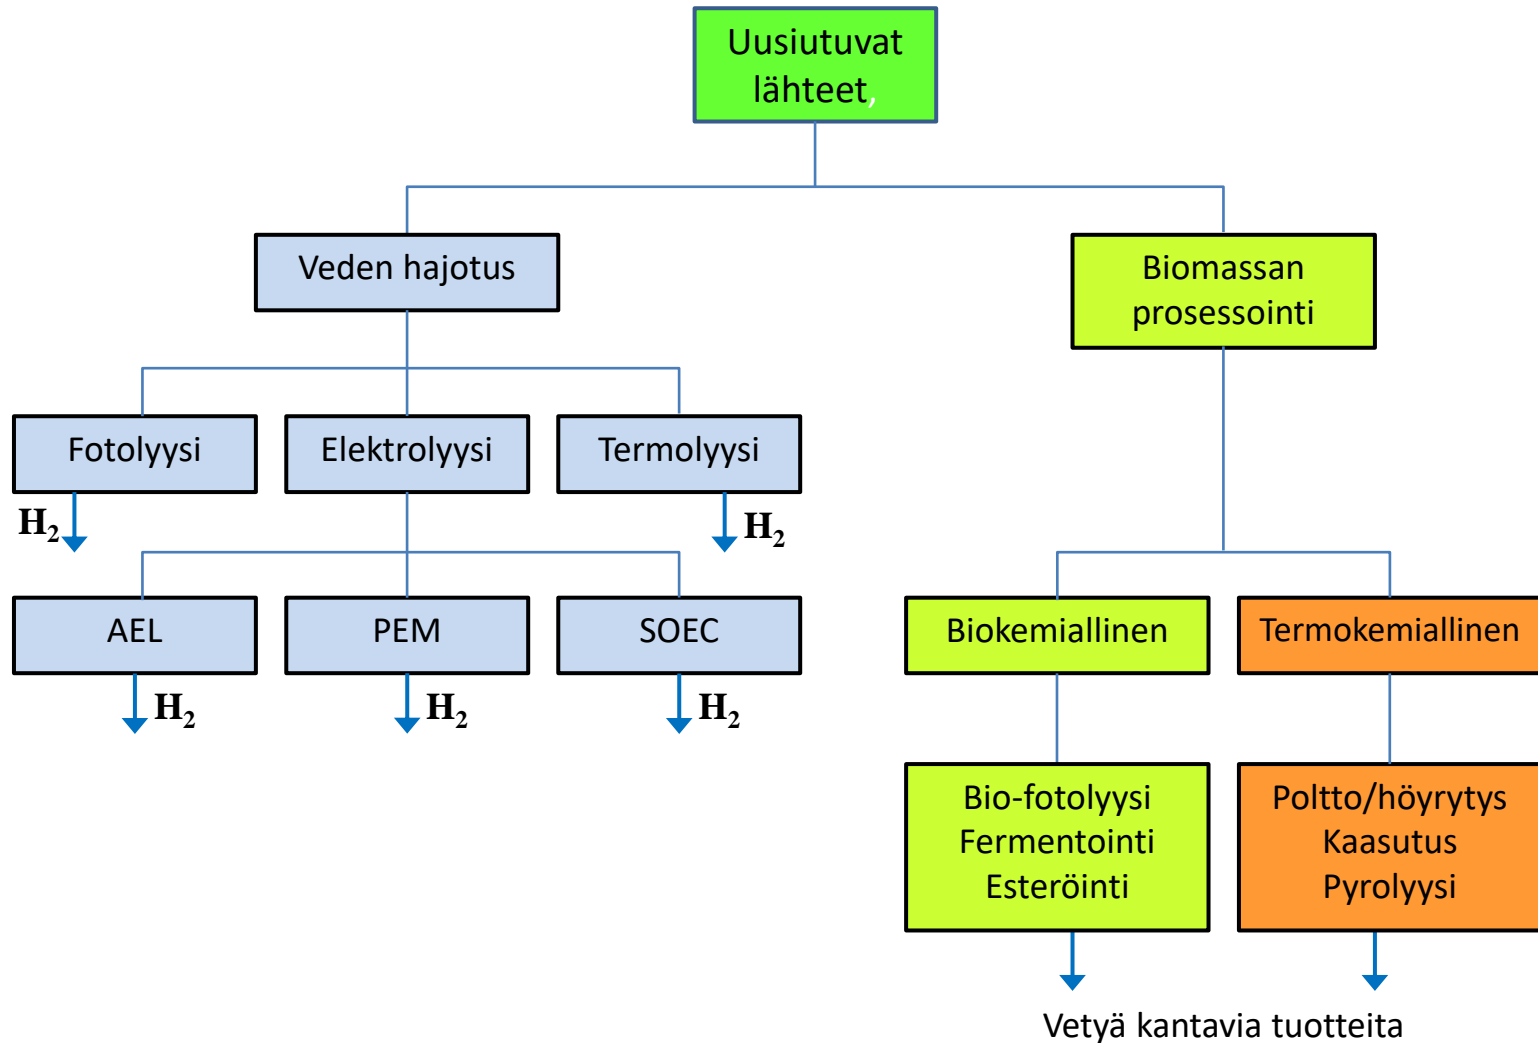 Uusiutuvat
lähteet,
Veden hajotus
Biomassan
prosessointi
Fotolyysi
Elektrolyysi
Termolyysi
H₂
H₂
AEL
PEM
SOEC
Biokemiallinen
Termokemiallinen
H₂
H₂
H₂
Bio-fotolyysi
Fermentointi
Esteröinti
Poltto/höyrytys
Kaasutus
Pyrolyysi
Vetyä kantavia tuotteita